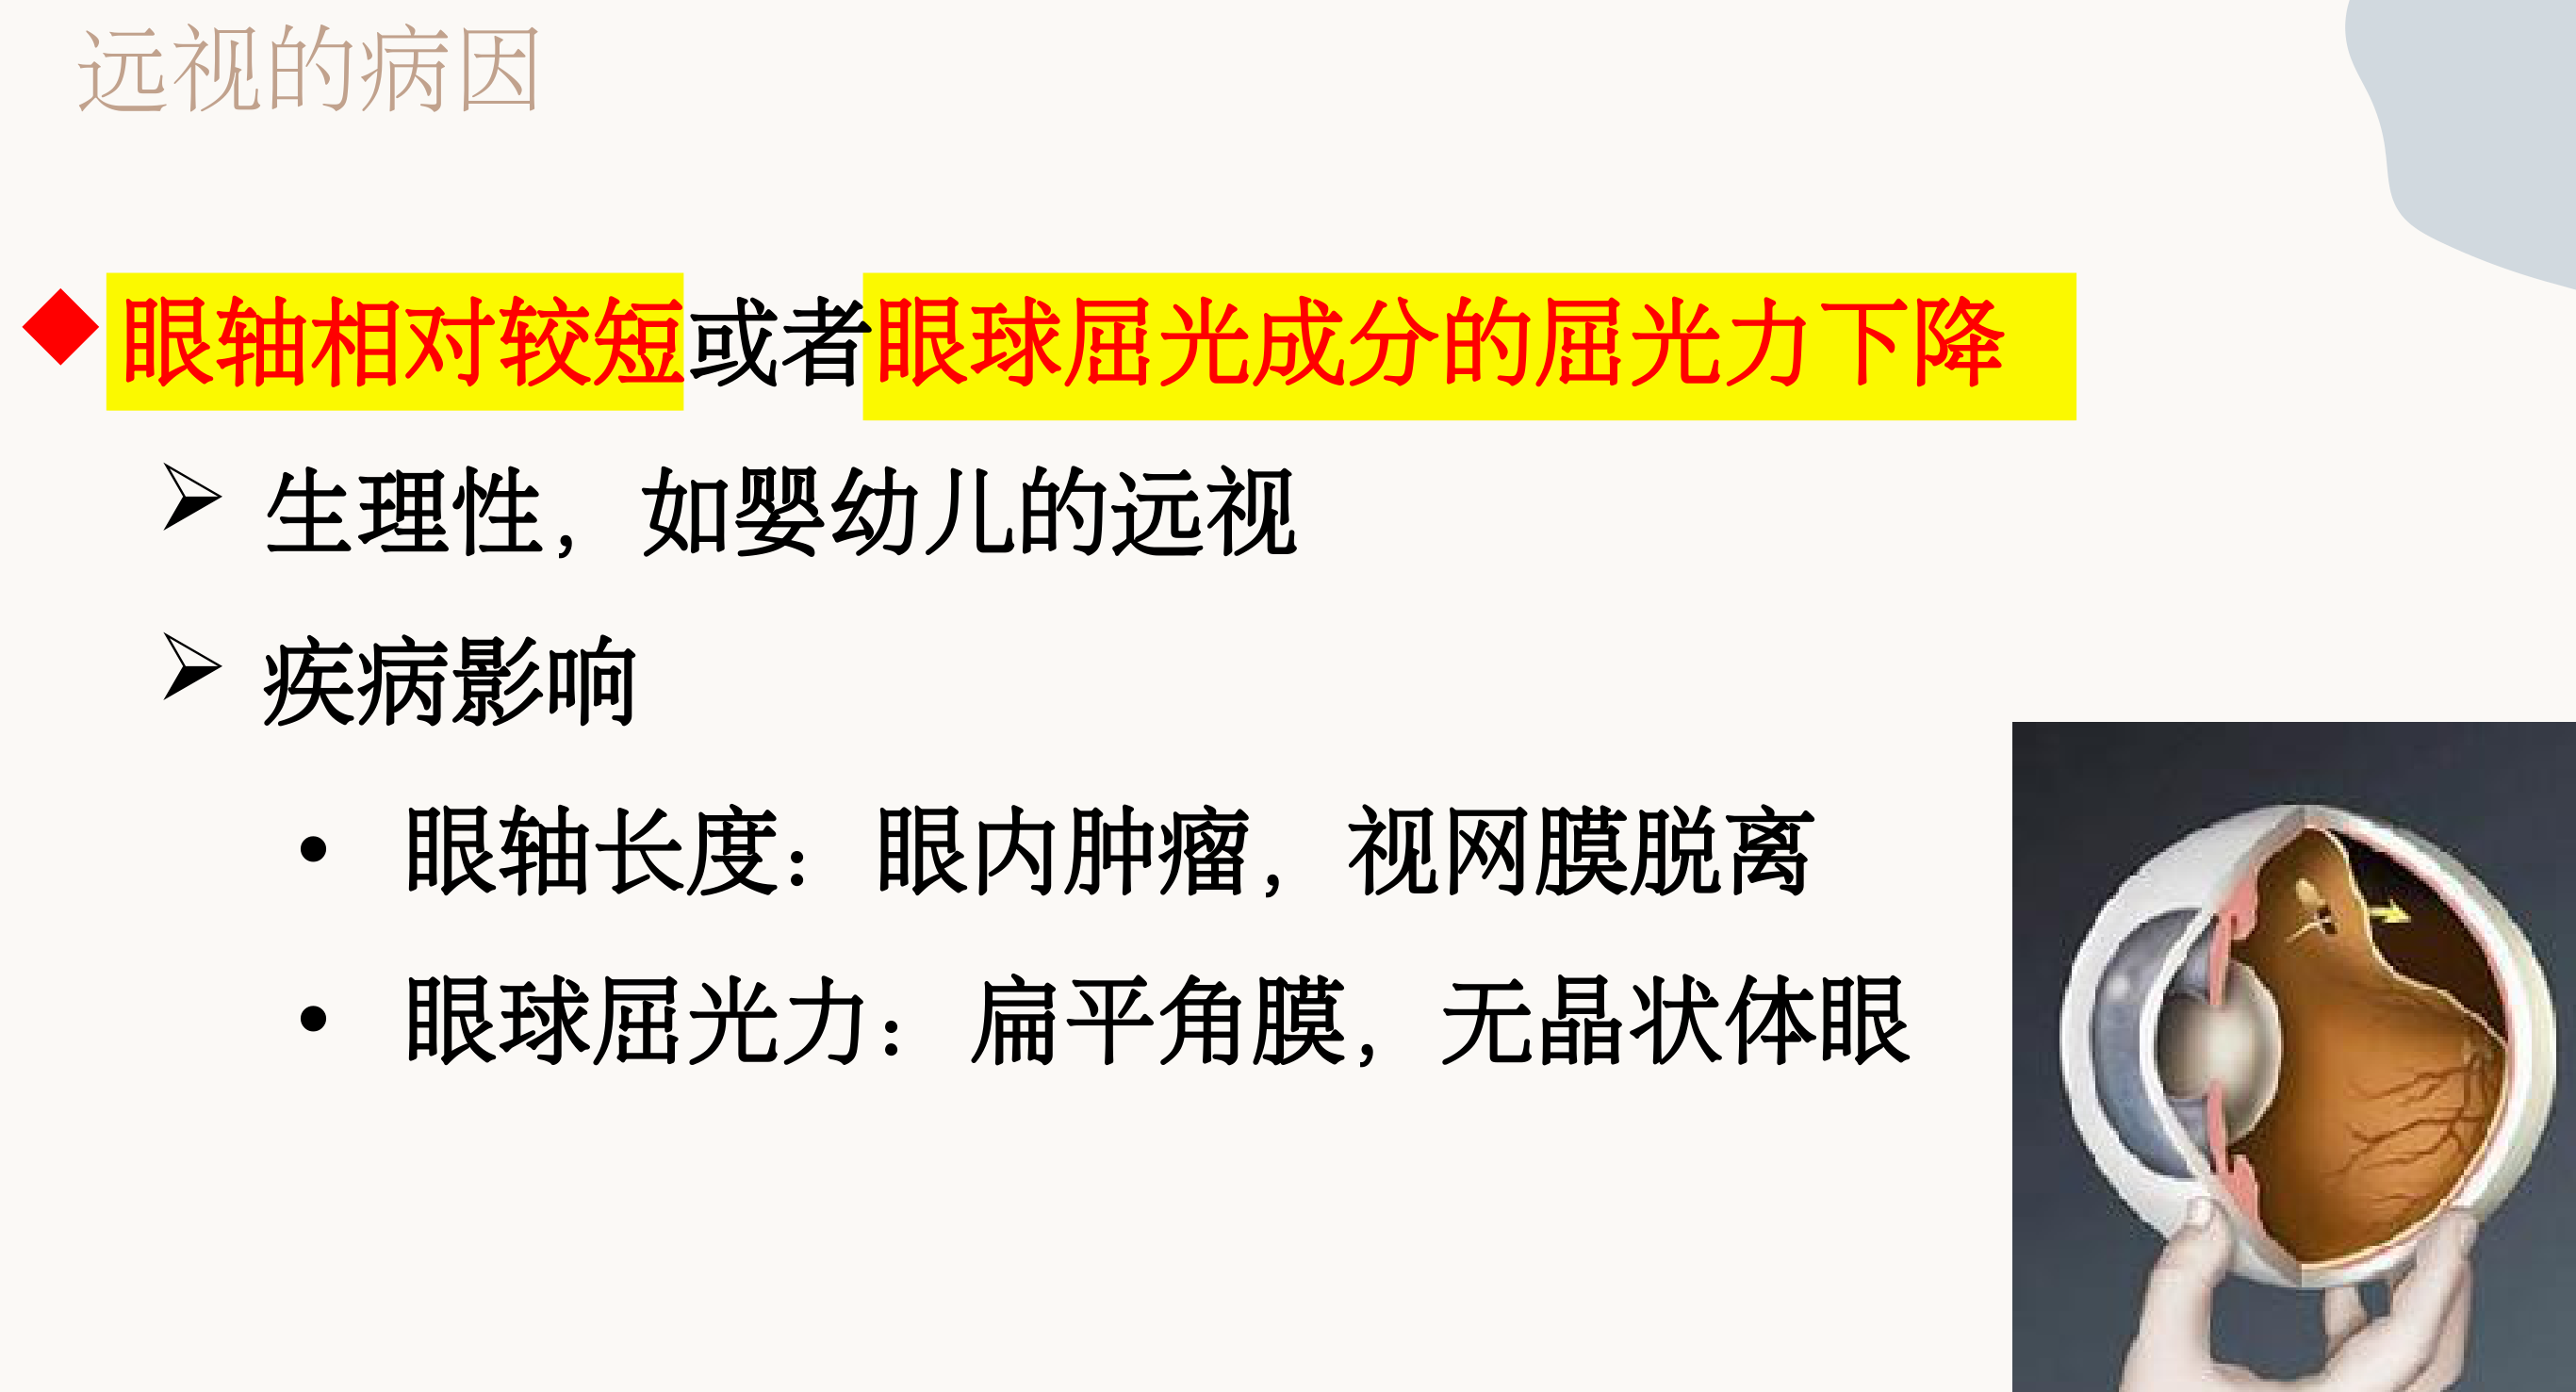 远视的病因
眼轴相对较短或者眼球屈光成分的屈光力下降
生理性，如婴幼儿的远视
疾病影响
眼轴长度：眼内肿瘤，视网膜脱离
眼球屈光力：扁平角膜，无晶状体眼